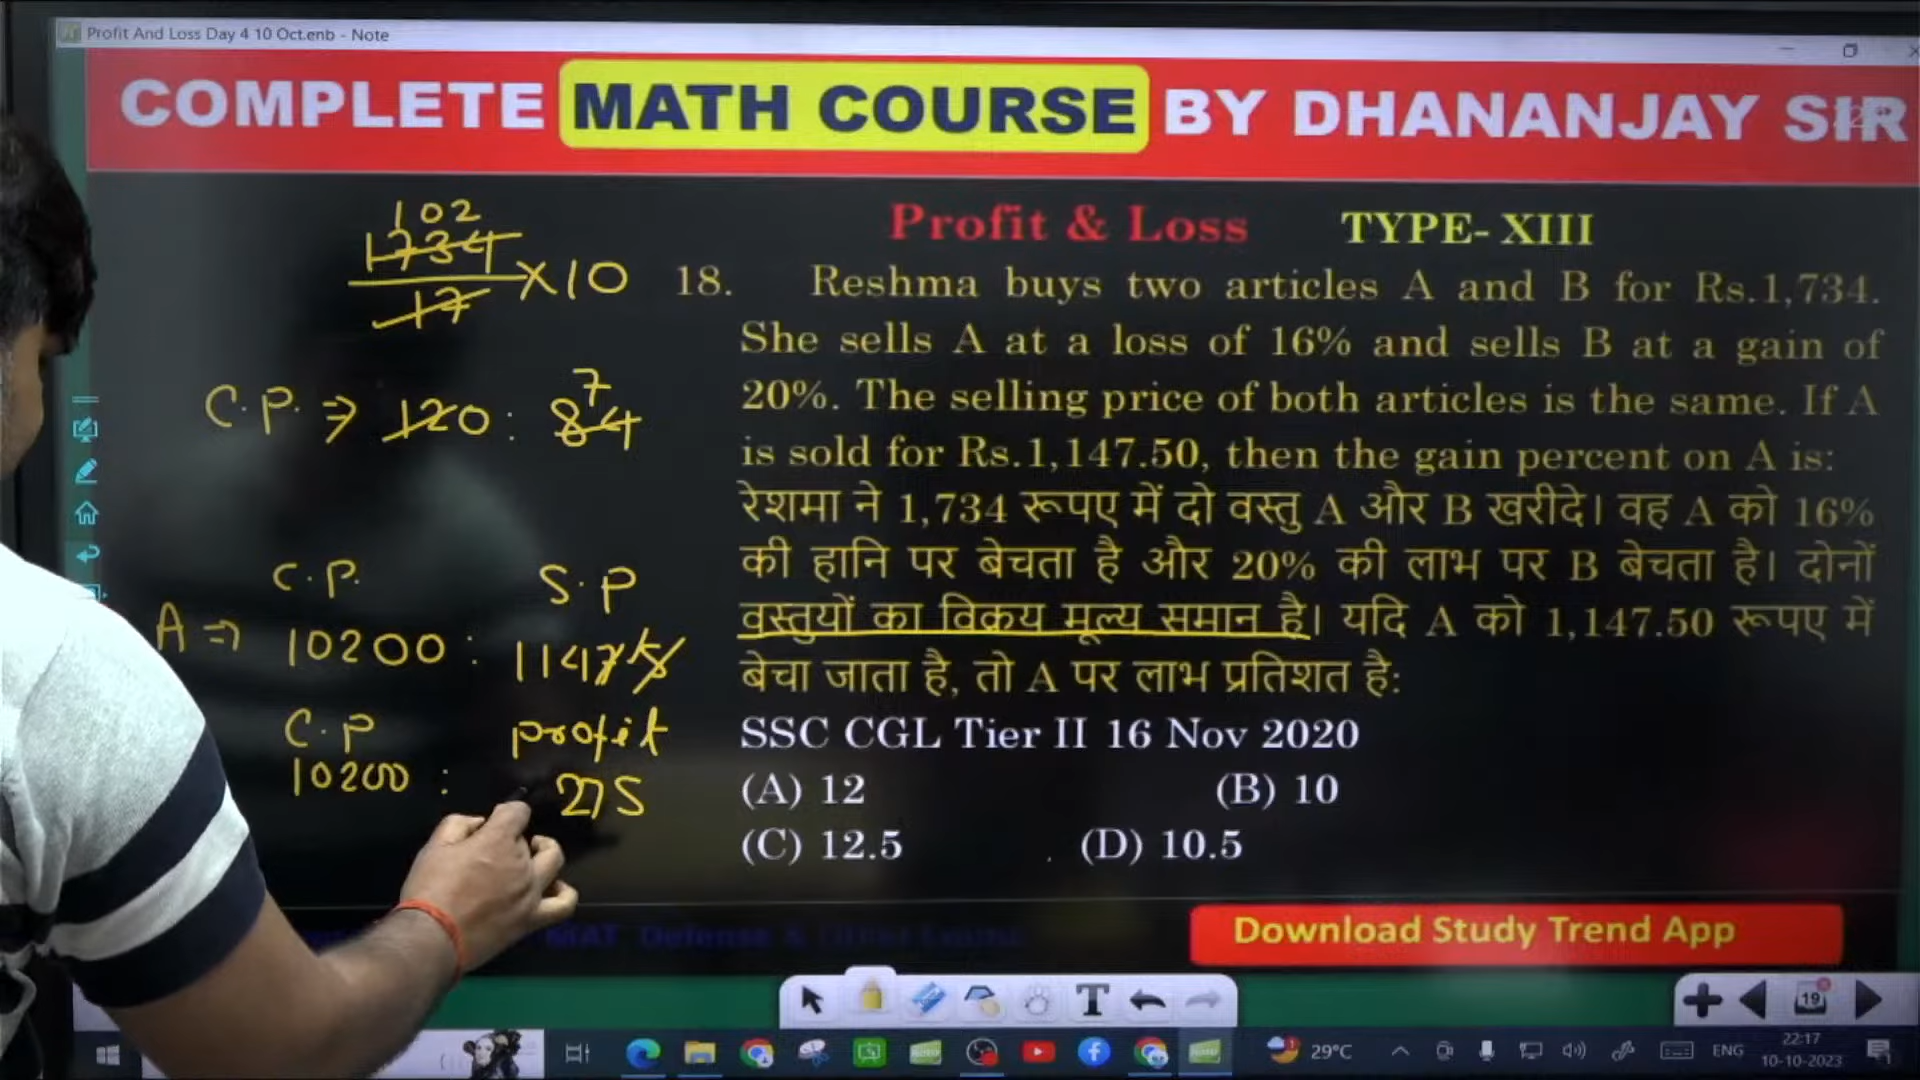 Profit And Loss Day 4 10 Oct.enb - Note
COMPLETE MATH COURSE BY DHANANJAY SIR
Profit & Loss TYPE- XIII
18. Reshma buys two articles A and B for Rs.1,734.
She sells A at a loss of 16% and sells B at a gain of
20%. The selling price of both articles is the same. If A
is sold for Rs.1,147.50, then the gain percent on A is:
रेशमा ने 1,734 रूपए में दो वस्तु A और B खरीदे। वह A को 16%
की हानि पर बेचता है और 20% की लाभ पर B बेचता है। दोनों
वस्तुयों का विक्रय मूल्य समान है। यदि A को 1,147.50 रूपए में
बेचा जाता है, तो A पर लाभ प्रतिशत है:
SSC CGL Tier II 16 Nov 2020
(A) 12 (B) 10
(C) 12.5 (D) 10.5
102
1734
17
×10
C.P. ⇒ 120 : 84
7
C.P. S.P
A ⇒ 10200 : 11475
C.P profit
10200 : 275
Download Study Trend App
19
29°C
ENG
22:17
10-10-2023